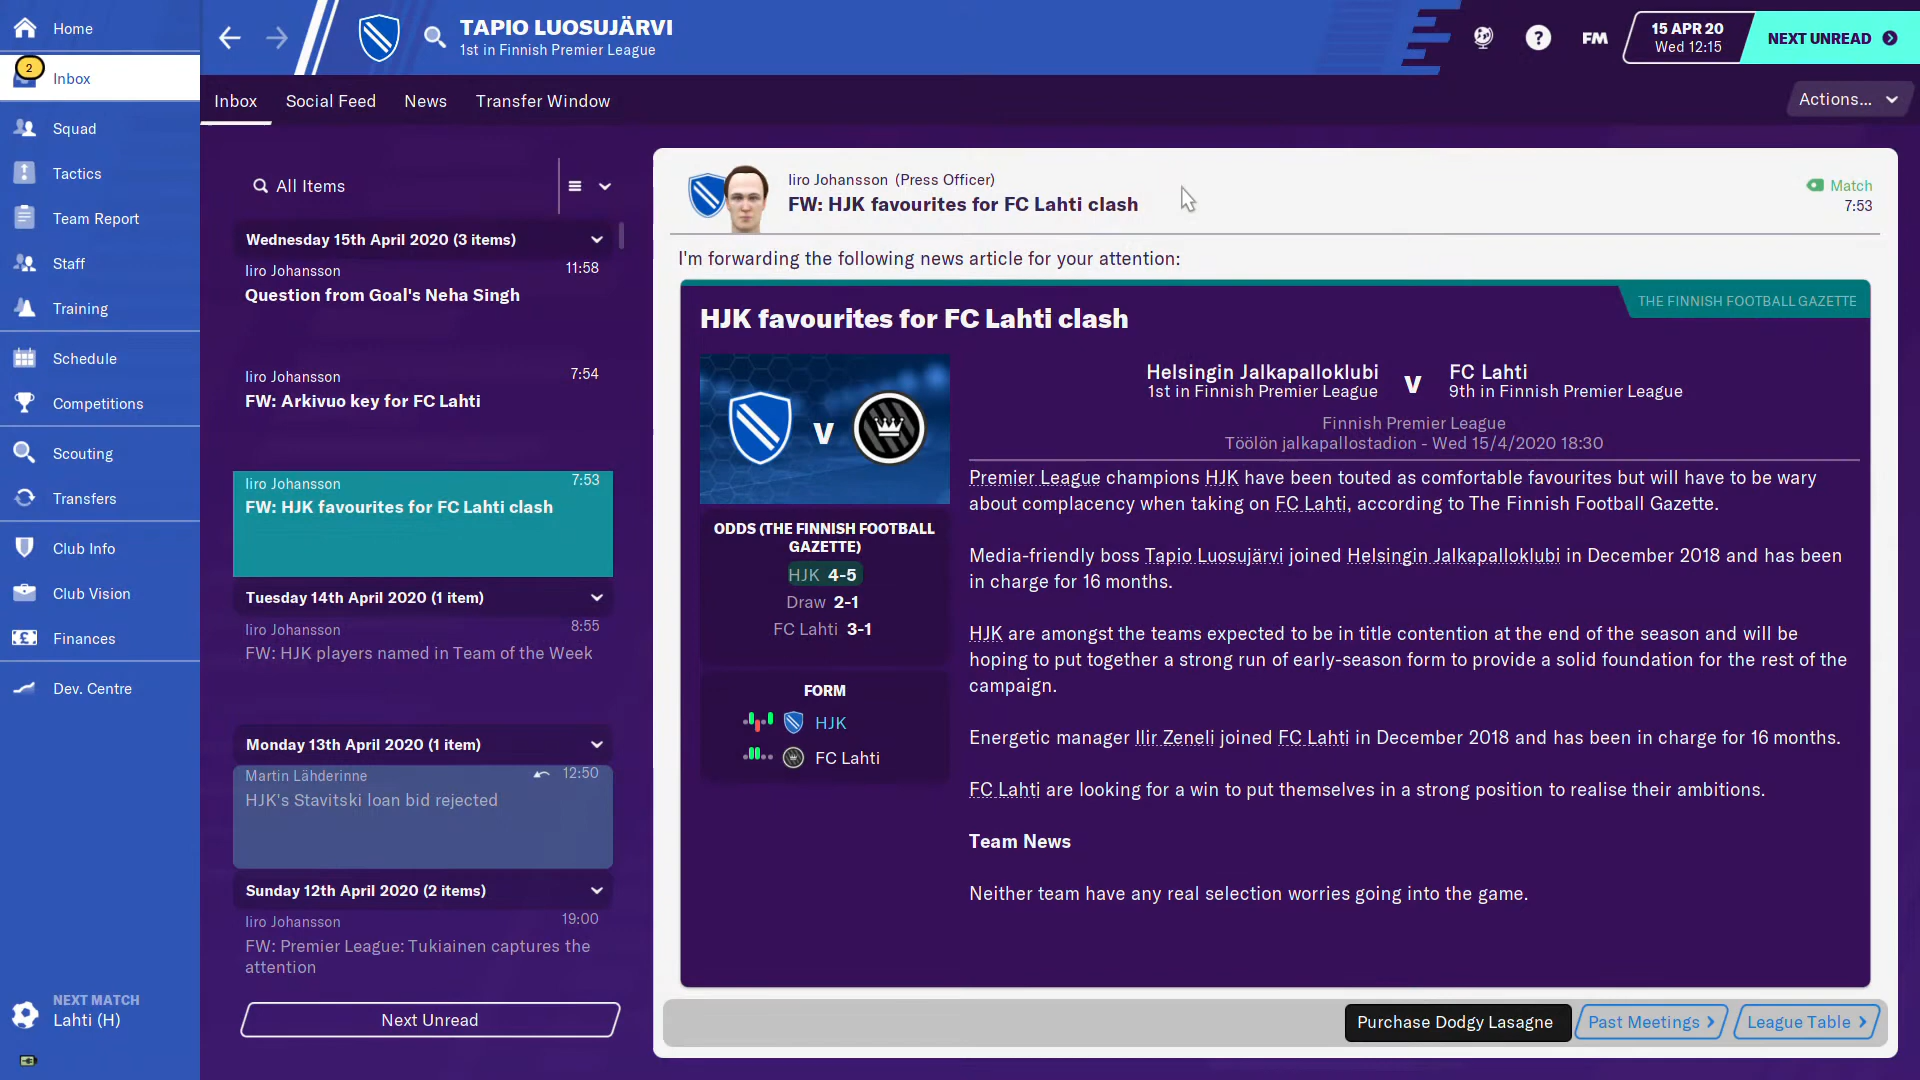 Home
2
Inbox
Squad
Tactics
Team Report
Staff
Training
Schedule
Competitions
Scouting
Transfers
Club Info
Club Vision
Finances
Dev. Centre
NEXT MATCH
Lahti (H)
TAPIO LUOSUJÄRVI
1st in Finnish Premier League
?
FM
15 APR 20
Wed 12:15
NEXT UNREAD
Inbox Social Feed News Transfer Window
Actions...
All Items
Wednesday 15th April 2020 (3 items)
Iiro Johansson 11:58
Question from Goal's Neha Singh
Iiro Johansson 7:54
FW: Arkivuo key for FC Lahti
Iiro Johansson 7:53
FW: HJK favourites for FC Lahti clash
Tuesday 14th April 2020 (1 item)
Iiro Johansson 8:55
FW: HJK players named in Team of the Week
Monday 13th April 2020 (1 item)
Martin Lähderinne 12:50
HJK's Stavitski loan bid rejected
Sunday 12th April 2020 (2 items)
Iiro Johansson 19:00
FW: Premier League: Tukiainen captures the
attention
Next Unread
Iiro Johansson (Press Officer)
FW: HJK favourites for FC Lahti clash
Match
7:53
I'm forwarding the following news article for your attention:
THE FINNISH FOOTBALL GAZETTE
HJK favourites for FC Lahti clash
V
ODDS (THE FINNISH FOOTBALL
GAZETTE)
HJK 4-5
Draw 2-1
FC Lahti 3-1
FORM
HJK
FC Lahti
Helsingin Jalkapalloklubi V FC Lahti
1st in Finnish Premier League 9th in Finnish Premier League
Finnish Premier League
Töölön jalkapallostadion - Wed 15/4/2020 18:30
Premier League champions HJK have been touted as comfortable favourites but will have to be wary
about complacency when taking on FC Lahti, according to The Finnish Football Gazette.
Media-friendly boss Tapio Luosujärvi joined Helsingin Jalkapalloklubi in December 2018 and has been
in charge for 16 months.
HJK are amongst the teams expected to be in title contention at the end of the season and will be
hoping to put together a strong run of early-season form to provide a solid foundation for the rest of the
campaign.
Energetic manager Ilir Zeneli joined FC Lahti in December 2018 and has been in charge for 16 months.
FC Lahti are looking for a win to put themselves in a strong position to realise their ambitions.
Team News
Neither team have any real selection worries going into the game.
Purchase Dodgy Lasagne
Past Meetings
League Table